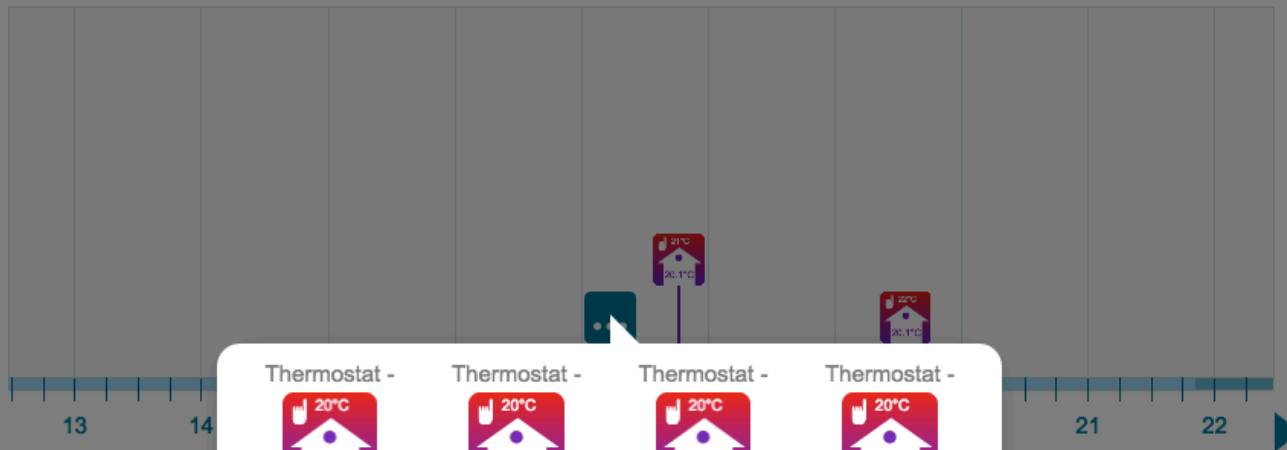 21°C
20.1°C
22°C
20.1°C
Thermostat - Thermostat - Thermostat - Thermostat -
20°C 20°C 20°C 20°C
13 14 21 22